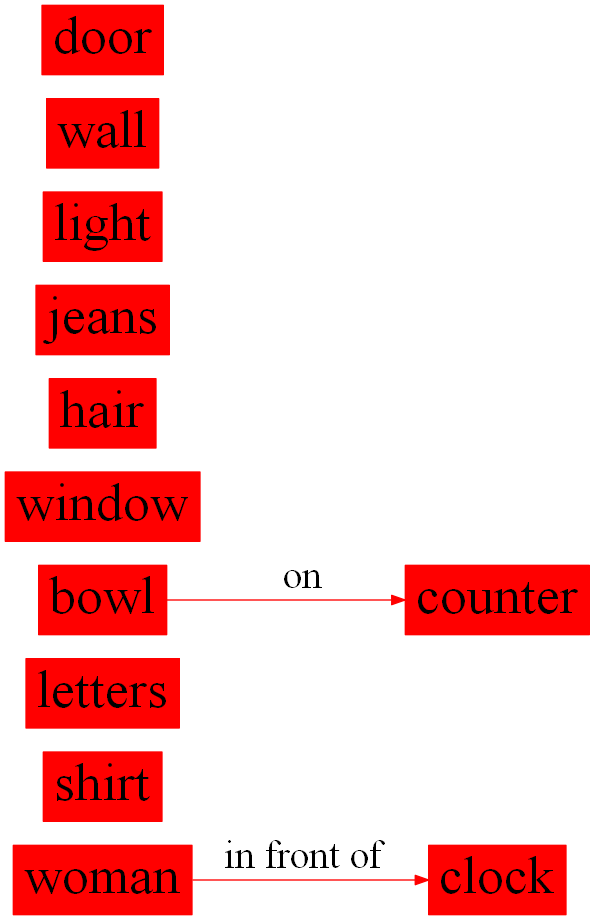 door
wall
light
jeans
hair
window
bowl on counter
letters
shirt
woman in front of clock